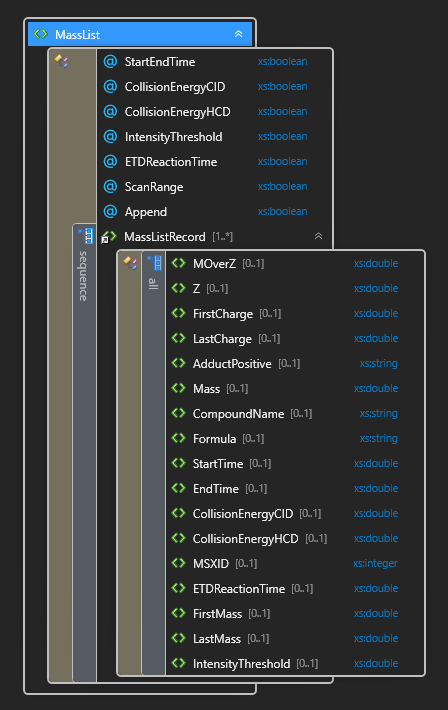 MassList
StartEndTime xs:boolean
CollisionEnergyCID xs:boolean
CollisionEnergyHCD xs:boolean
IntensityThreshold xs:boolean
ETDReactionTime xs:boolean
ScanRange xs:boolean
Append xs:boolean
MassListRecord [1..*]
sequence
all
MOverZ [0..1] xs:double
Z [0..1] xs:double
FirstCharge [0..1] xs:double
LastCharge [0..1] xs:double
AdductPositive [0..1] xs:string
Mass [0..1] xs:double
CompoundName [0..1] xs:string
Formula [0..1] xs:string
StartTime [0..1] xs:double
EndTime [0..1] xs:double
CollisionEnergyCID [0..1] xs:double
CollisionEnergyHCD [0..1] xs:double
MSXID [0..1] xs:integer
ETDReactionTime [0..1] xs:double
FirstMass [0..1] xs:double
LastMass [0..1] xs:double
IntensityThreshold [0..1] xs:double